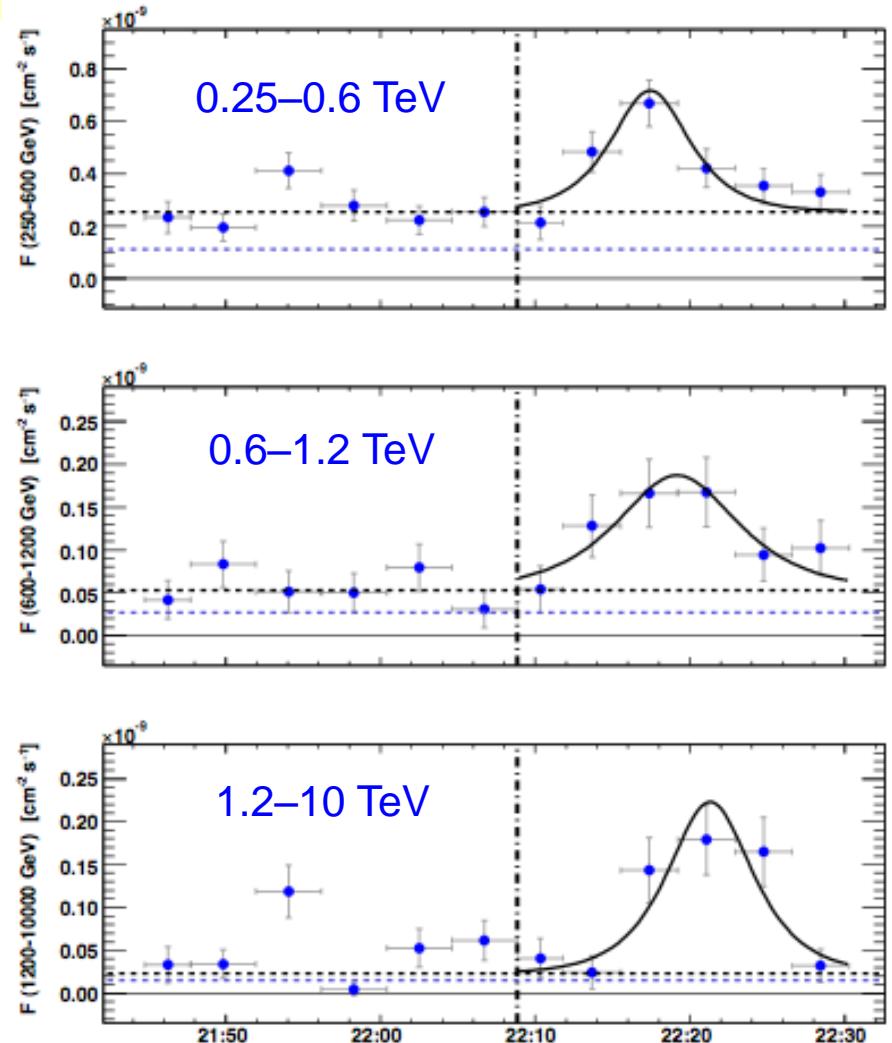 ×10⁻⁹
F (250-600 GeV) [cm⁻² s⁻¹]
0.8
0.6
0.4
0.2
0.0
0.25–0.6 TeV
×10⁻⁹
F (600-1200 GeV) [cm⁻² s⁻¹]
0.25
0.20
0.15
0.10
0.05
0.00
0.6–1.2 TeV
×10⁻⁹
F (1200-10000 GeV) [cm⁻² s⁻¹]
0.25
0.20
0.15
0.10
0.05
0.00
1.2–10 TeV
21:50 22:00 22:10 22:20 22:30